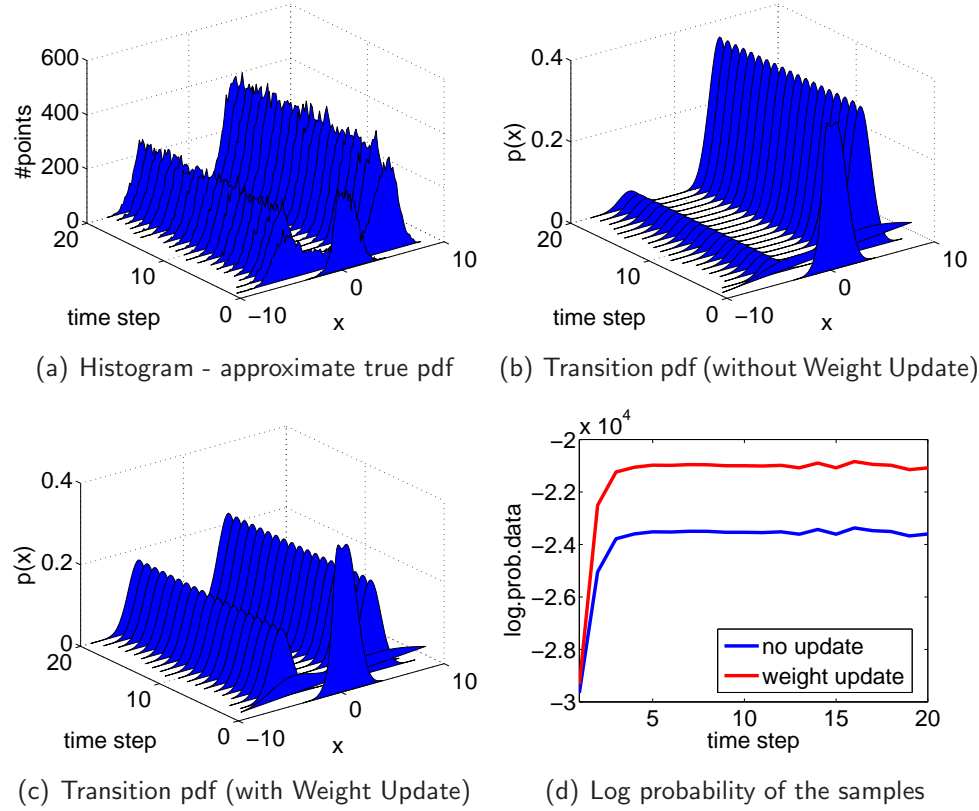 600
400
200
0
#points
20
10
0
time step
−10
0
10
x
(a) Histogram - approximate true pdf
0.4
0.2
0
p(x)
20
10
0
time step
−10
0
10
x
(b) Transition pdf (without Weight Update)
0.4
0.2
0
p(x)
20
10
0
time step
−10
0
10
x
(c) Transition pdf (with Weight Update)
x 10^4
−2
−2.2
−2.4
−2.6
−2.8
−3
log.prob.data
5
10
15
20
time step
no update
weight update
(d) Log probability of the samples